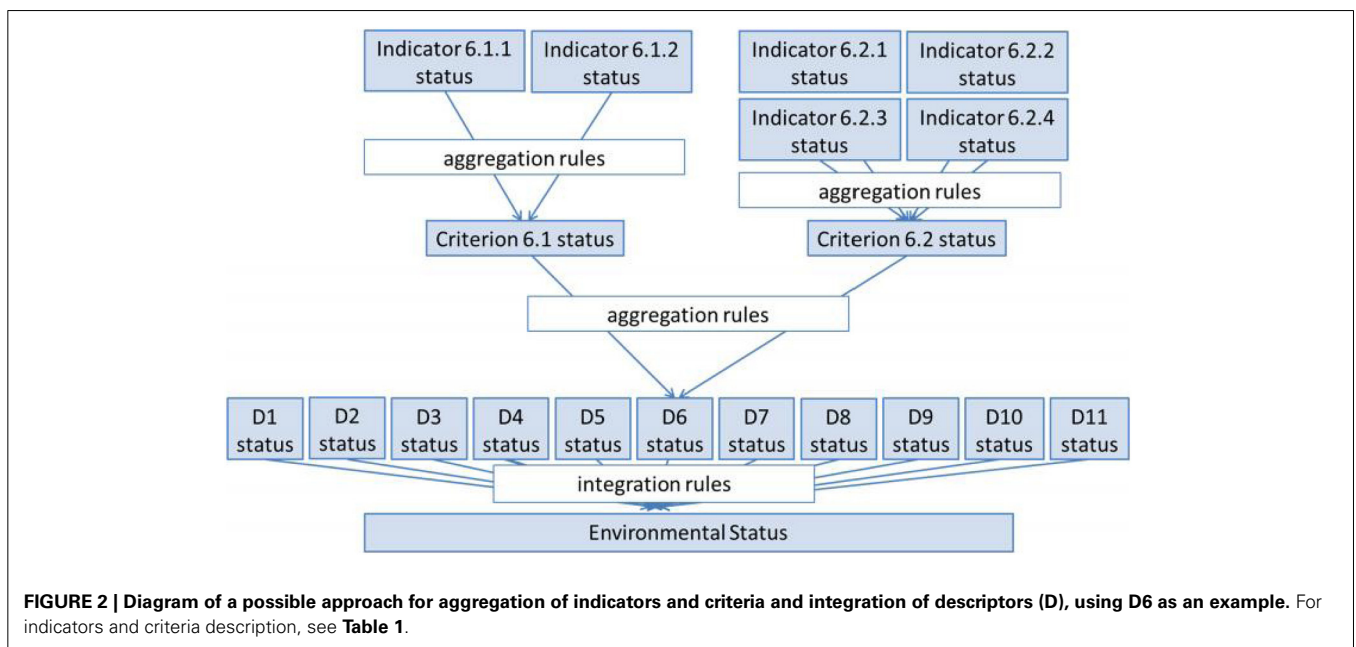 Indicator 6.1.1
status
Indicator 6.1.2
status
Indicator 6.2.1
status
Indicator 6.2.2
status
Indicator 6.2.3
status
Indicator 6.2.4
status
aggregation rules
aggregation rules
Criterion 6.1 status
Criterion 6.2 status
aggregation rules
D1
status
D2
status
D3
status
D4
status
D5
status
D6
status
D7
status
D8
status
D9
status
D10
status
D11
status
integration rules
Environmental Status
FIGURE 2 | Diagram of a possible approach for aggregation of indicators and criteria and integration of descriptors (D), using D6 as an example. For
indicators and criteria description, see Table 1.